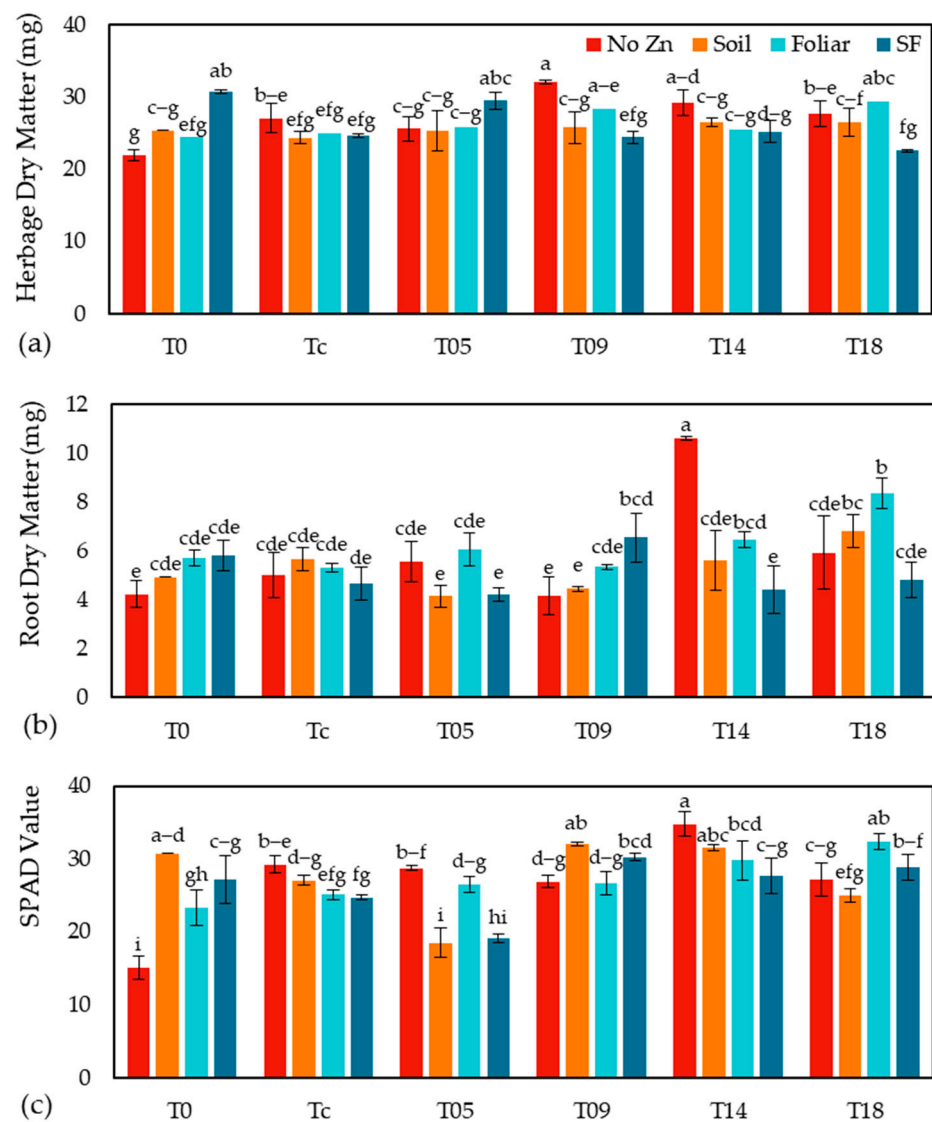 40
No Zn Soil Foliar SF
30
20
10
0
Herbage Dry Matter (mg)
g c–g efg ab
b–e efg efg efg
c–g c–g c–g abc
a c–g a–e efg
a–d c–g c–g d–g
b–e c–f abc fg
(a)
T0 Tc T05 T09 T14 T18
12
10
8
6
4
2
0
Root Dry Matter (mg)
e cde cde cde
cde cde cde de
cde e cde e
e e cde bcd
a cde bcd e
cde bc b cde
(b)
T0 Tc T05 T09 T14 T18
40
30
20
10
0
SPAD Value
i a–d gh c–g
b–e d–g efg fg
b–f i d–g hi
d–g ab d–g bcd
a abc bcd c–g
c–g efg ab b–f
(c)
T0 Tc T05 T09 T14 T18